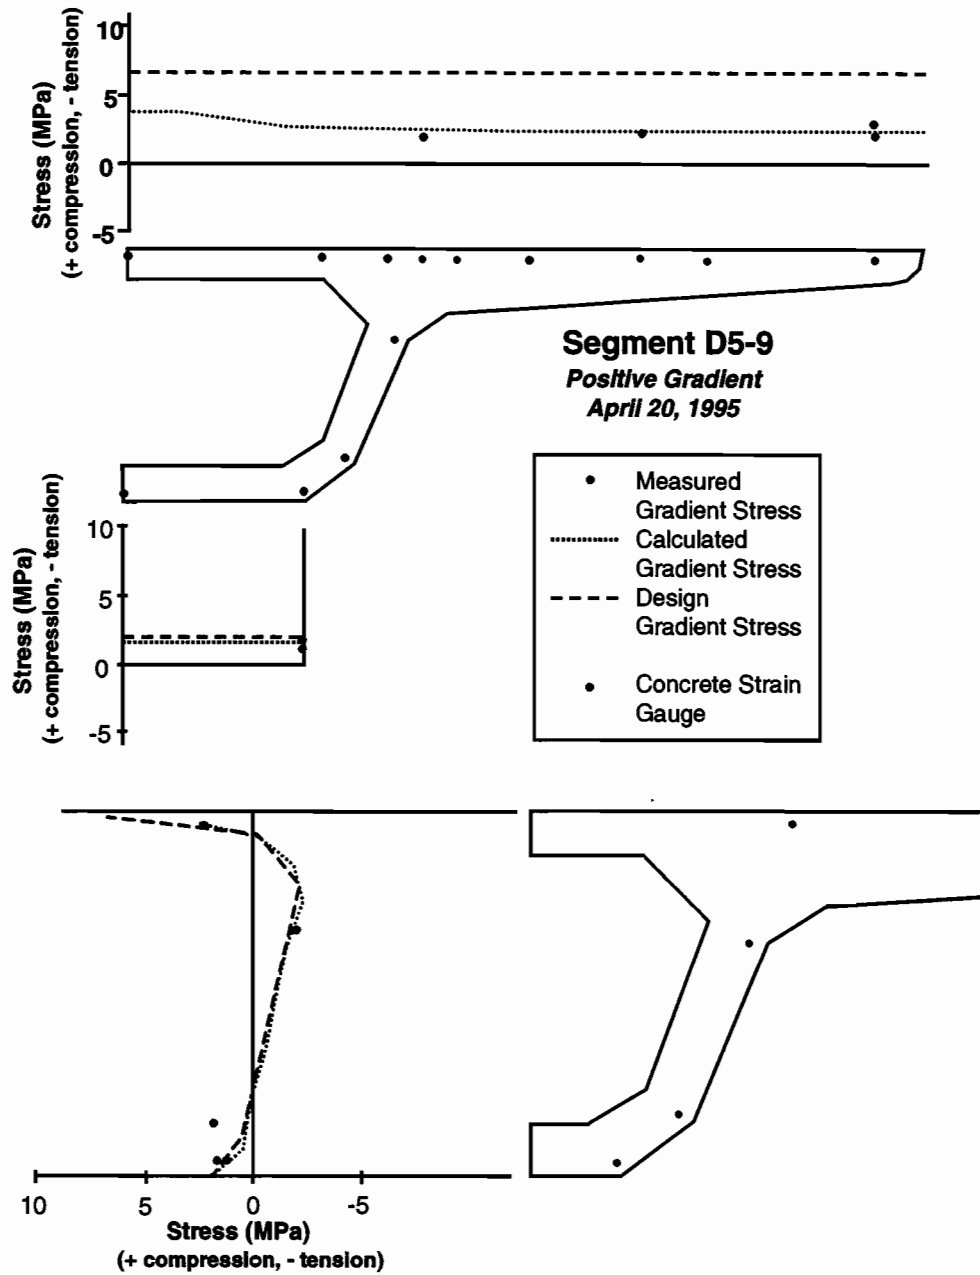 10
5
0
-5
Stress (MPa)
(+ compression, - tension)
Segment D5-9
Positive Gradient
April 20, 1995
Measured
Gradient Stress
Calculated
Gradient Stress
Design
Gradient Stress
Concrete Strain
Gauge
10
5
0
-5
Stress (MPa)
(+ compression, - tension)
10
5
0
-5
Stress (MPa)
(+ compression, - tension)